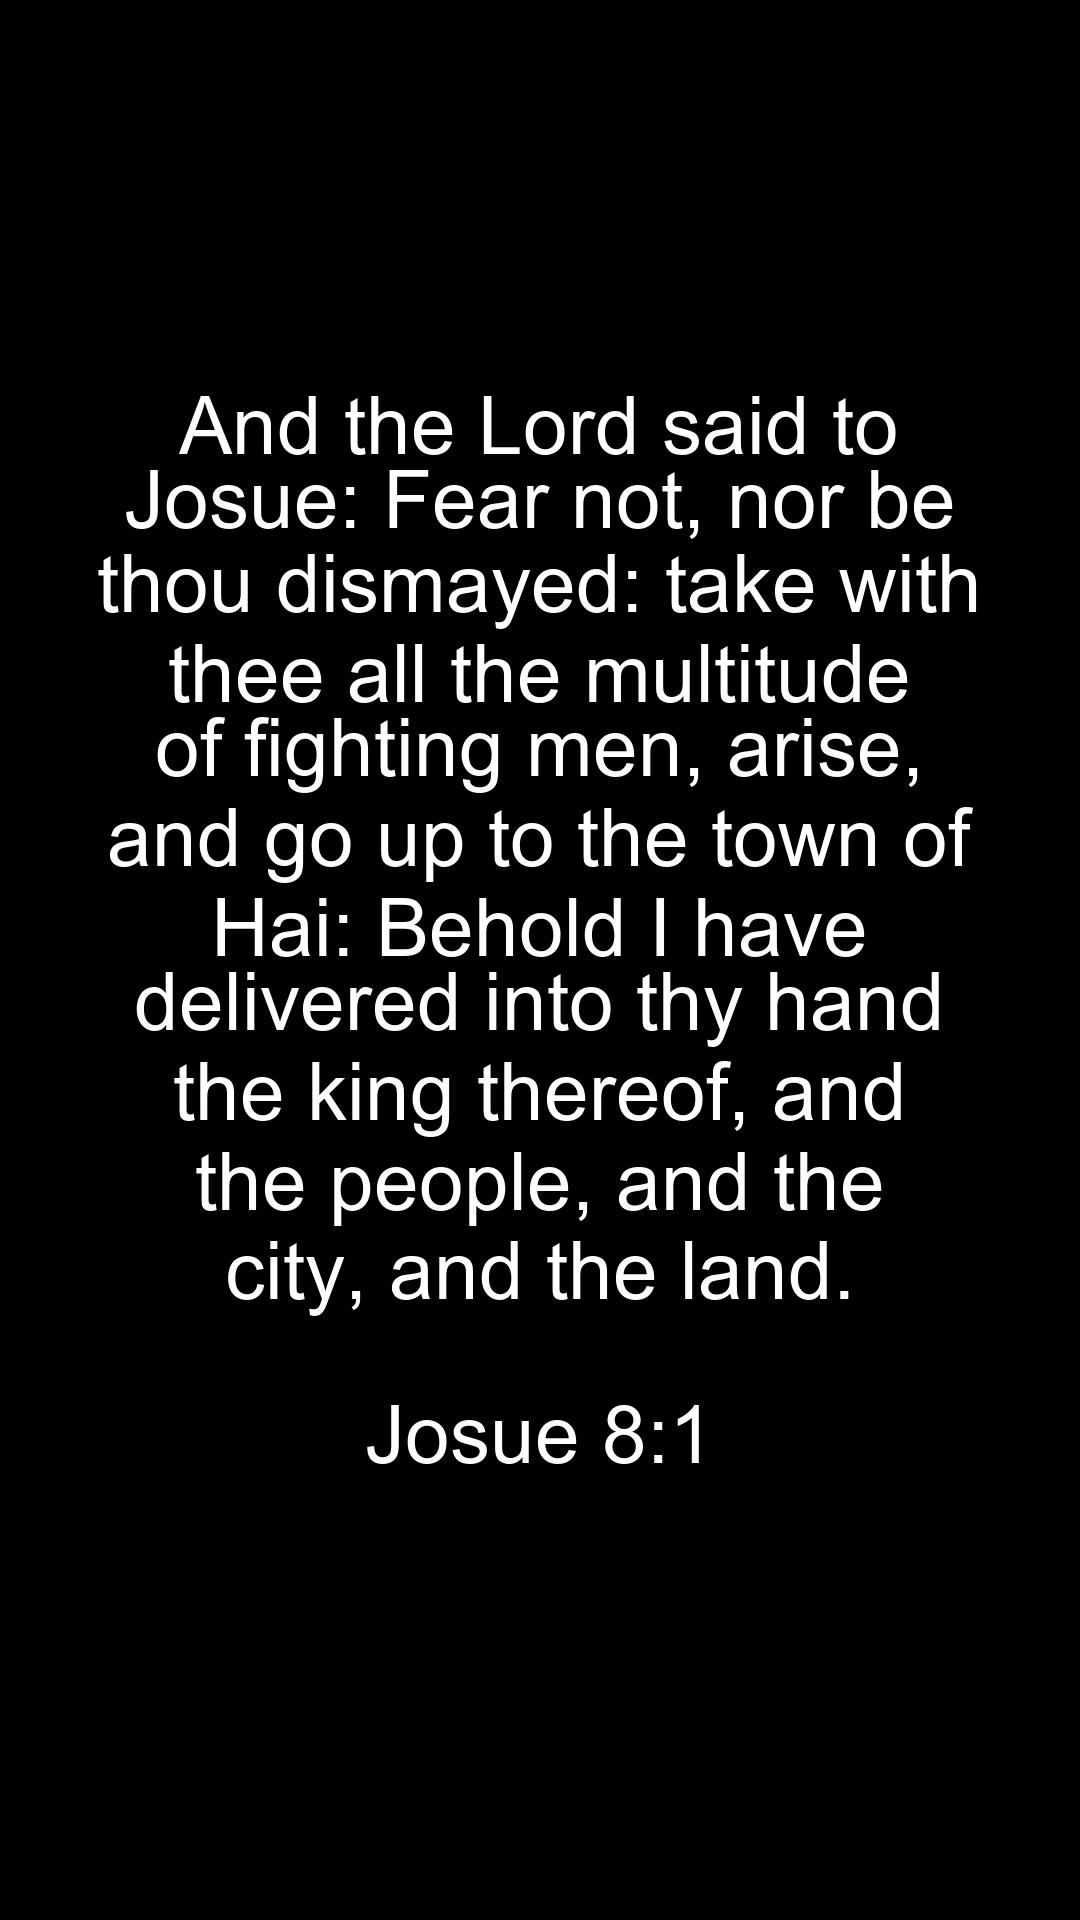 And the Lord said to
Josue: Fear not, nor be
thou dismayed: take with
thee all the multitude
of fighting men, arise,
and go up to the town of
Hai: Behold I have
delivered into thy hand
the king thereof, and
the people, and the
city, and the land.
Josue 8:1